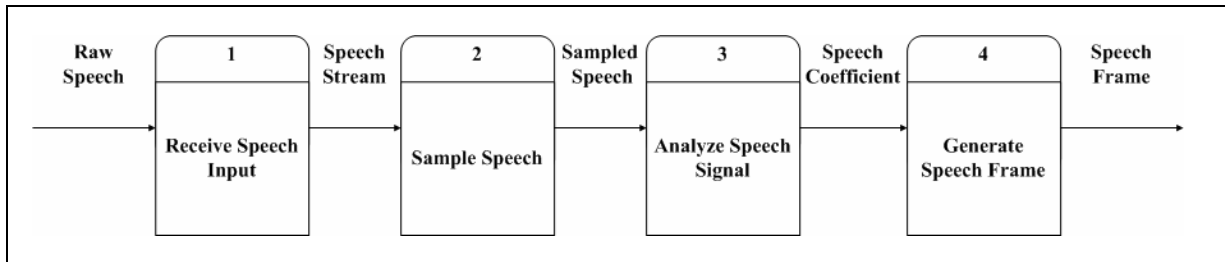 Raw
Speech
1
Receive Speech
Input
Speech
Stream
2
Sample Speech
Sampled
Speech
3
Analyze Speech
Signal
Speech
Coefficient
4
Generate
Speech Frame
Speech
Frame